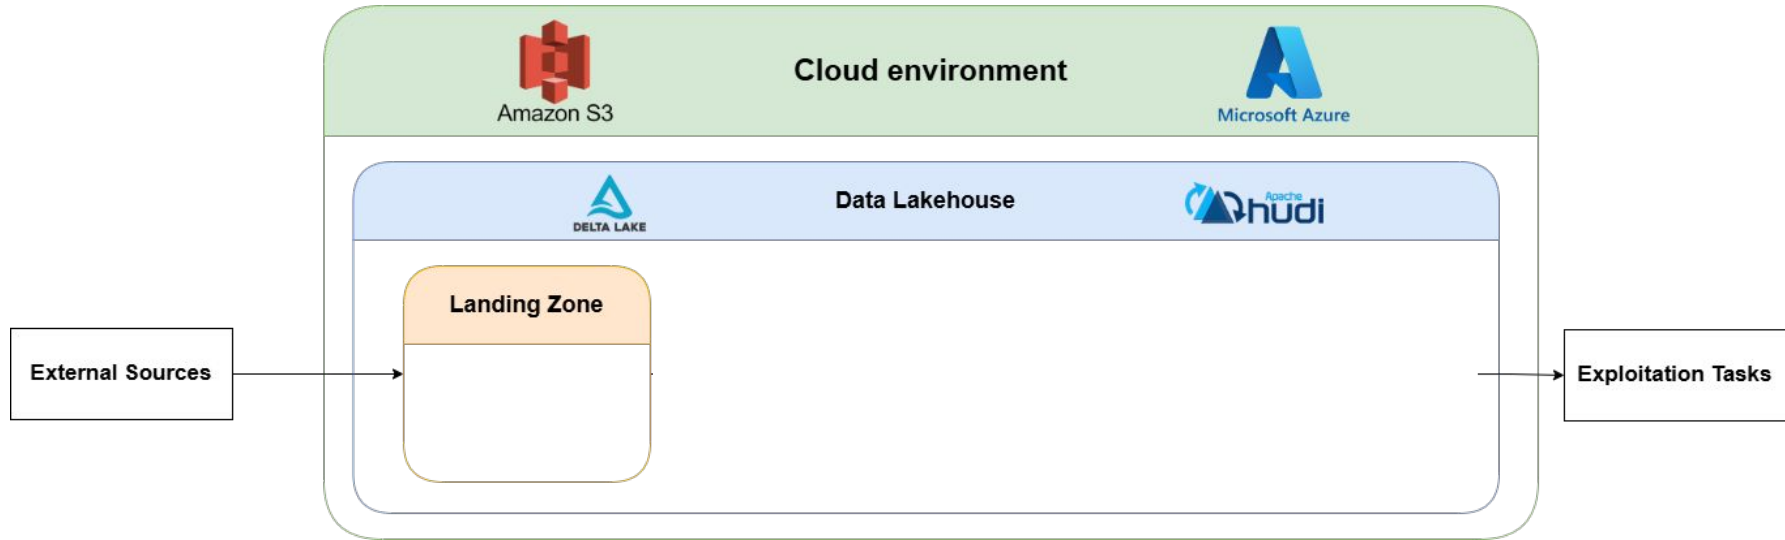 Cloud environment
Amazon S3
Microsoft Azure
Data Lakehouse
DELTA LAKE
Apache
hudi
Landing Zone
External Sources
Exploitation Tasks